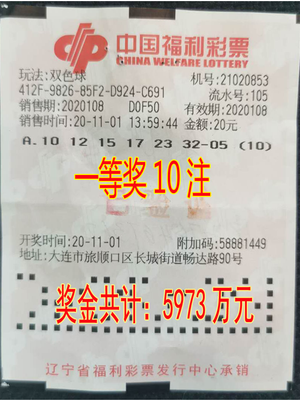 中国福利彩票
CHINA WELFARE LOTTERY
玩法:双色球 机号:21020853
412F-9826-85F2-D924-C691 流水号:105
销售期:2020108 D0F50 有效期:2020108
销售时间:20-11-01 13:59:44 金额:20元
A.10 12 15 17 23 32-05 (10)
一等奖10注
开奖时间:20-11-01 附加码:58881449
地址:大连市旅顺口区长城街道畅达路90号
奖金共计：5973万元
辽宁省福利彩票发行中心承销